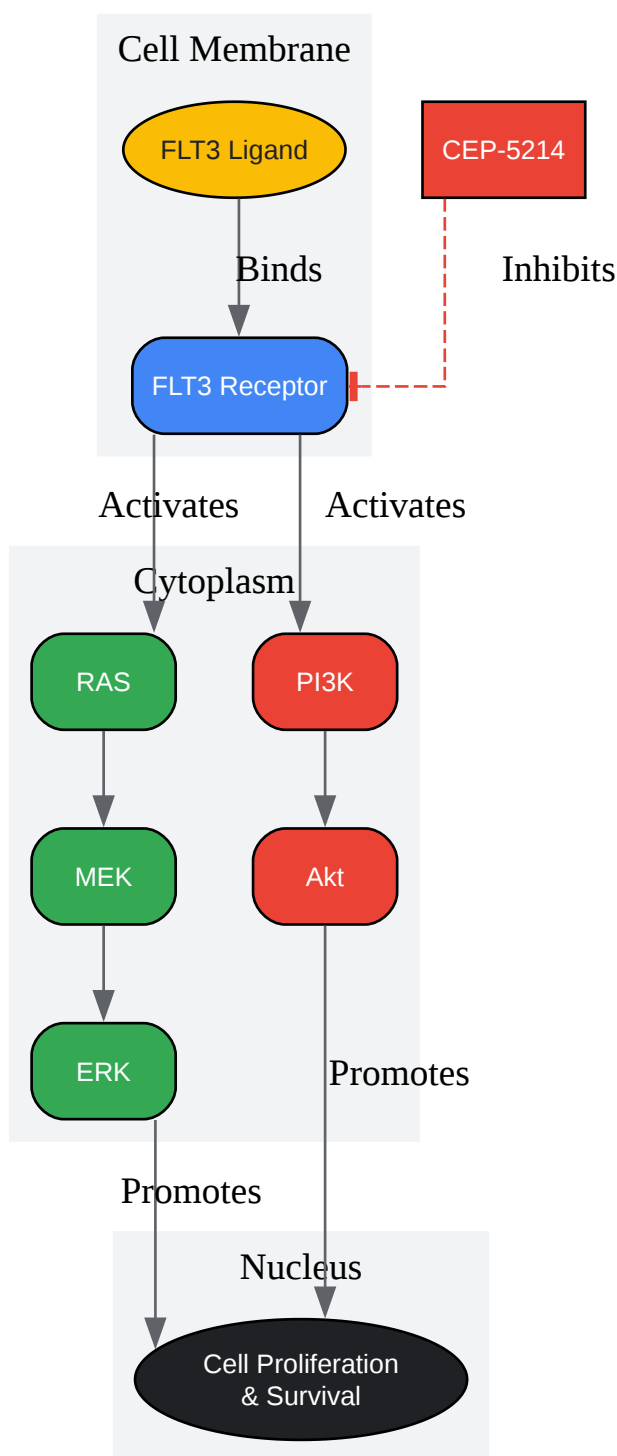 Cell Membrane
FLT3 Ligand
CEP-5214
Binds
Inhibits
FLT3 Receptor
Activates
Activates
Cytoplasm
RAS
PI3K
MEK
Akt
ERK
Promotes
Promotes
Nucleus
Cell Proliferation
& Survival